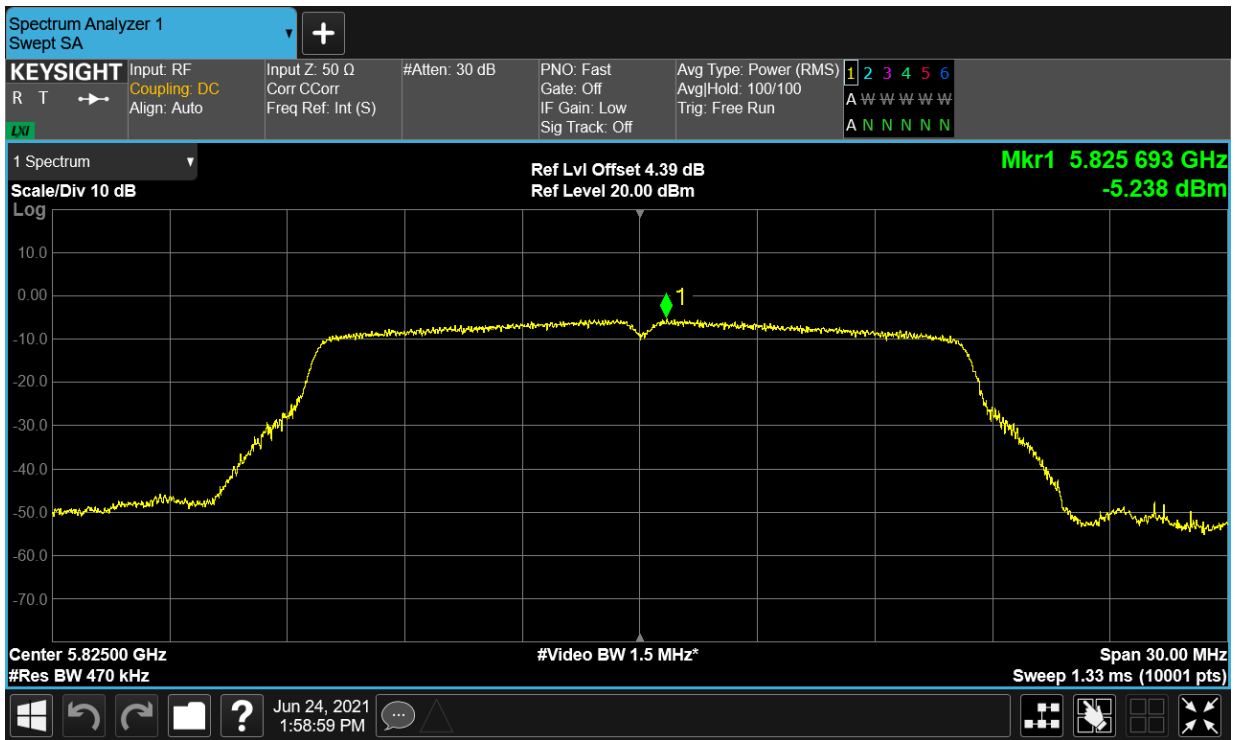 Spectrum Analyzer 1
Swept SA
KEYSIGHT
R T
LXI
Input: RF
Coupling: DC
Align: Auto
Input Z: 50 Ω
Corr CCorr
Freq Ref: Int (S)
#Atten: 30 dB
PNO: Fast
Gate: Off
IF Gain: Low
Sig Track: Off
Avg Type: Power (RMS)
Avg|Hold: 100/100
Trig: Free Run
1 2 3 4 5 6
A W W W W W
A N N N N N
1 Spectrum
Scale/Div 10 dB
Log
Ref Lvl Offset 4.39 dB
Ref Level 20.00 dBm
Mkr1 5.825 693 GHz
-5.238 dBm
10.0
0.00
-10.0
-20.0
-30.0
-40.0
-50.0
-60.0
-70.0
1
Center 5.82500 GHz
#Res BW 470 kHz
#Video BW 1.5 MHz*
Span 30.00 MHz
Sweep 1.33 ms (10001 pts)
?
Jun 24, 2021
1:58:59 PM